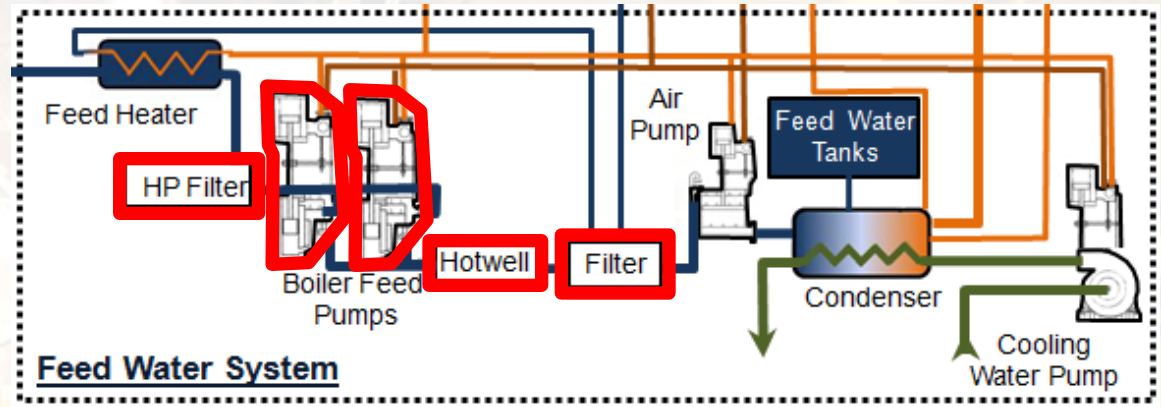 Feed Heater
HP Filter
Boiler Feed
Pumps
Hotwell
Filter
Air
Pump
Feed Water
Tanks
Condenser
Cooling
Water Pump
Feed Water System